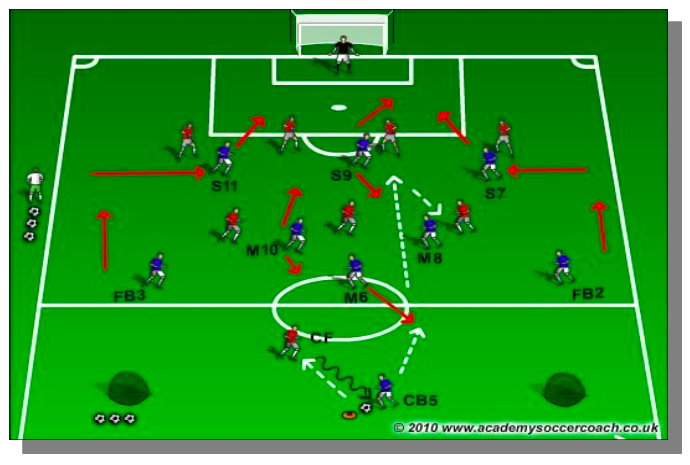 S11
S9
S7
M10
M8
FB3
M6
FB2
CF
CB5
© 2010 www.academysoccercoach.co.uk